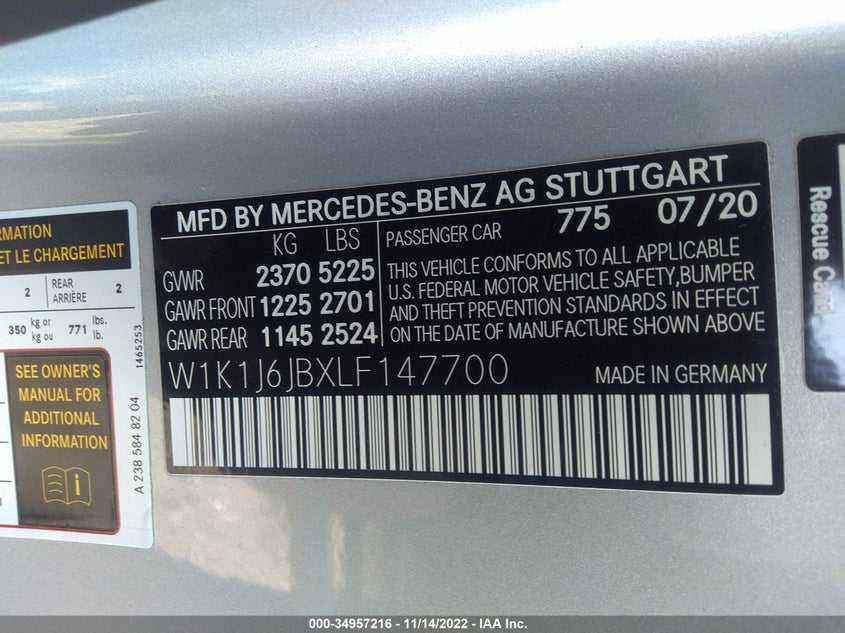 RMATION
ET LE CHARGEMENT
2 REAR ARRIÈRE 2
350 kg or kg ou 771 lbs. lb.
1465253
SEE OWNER'S
MANUAL FOR
ADDITIONAL
INFORMATION
A 238 584 82 04
MFD BY MERCEDES-BENZ AG STUTTGART
KG LBS
GVWR 2370 5225
GAWR FRONT 1225 2701
GAWR REAR 1145 2524
PASSENGER CAR 775 07/20
THIS VEHICLE CONFORMS TO ALL APPLICABLE
U.S. FEDERAL MOTOR VEHICLE SAFETY,BUMPER
AND THEFT PREVENTION STANDARDS IN EFFECT
ON THE DATE OF MANUFACTURE SHOWN ABOVE
W1K1J6JBXLF147700 MADE IN GERMANY
Rescue Card
000-34957216 - 11/14/2022 - IAA Inc.